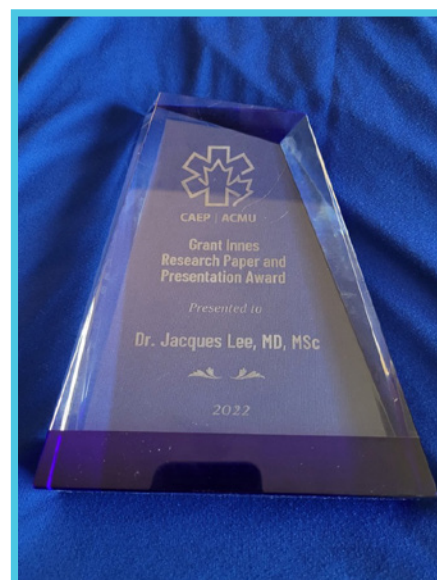 CAEP | ACMU
Grant Innes
Research Paper and
Presentation Award
Presented to
Dr. Jacques Lee, MD, MSc
2022